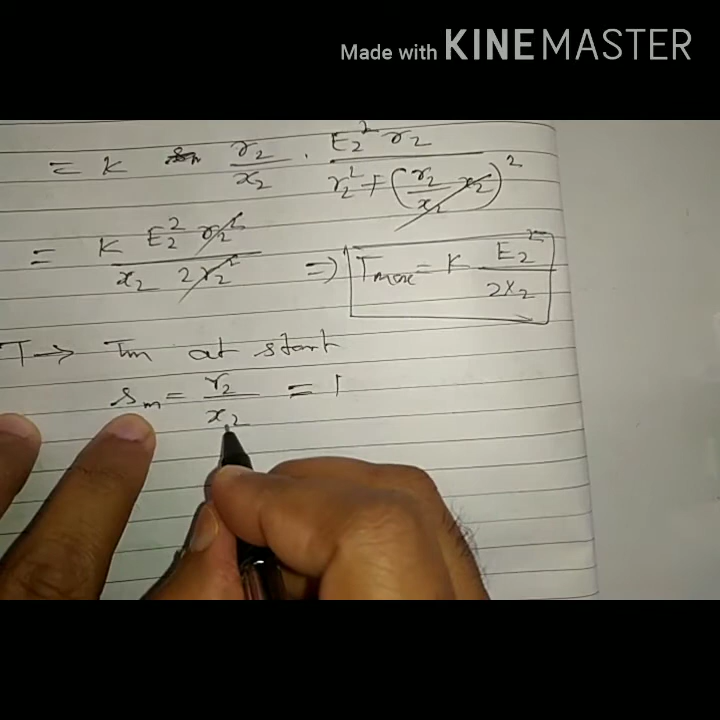 Made with KINEMASTER
= K r₂/x₂ · E₂² r₂ / (r₂² + (r₂/x₂ x₂)²)
= K E₂² r₂² / (x₂ 2r₂²) ⇒ Tmax = K E₂²/2x₂
T → Tm at start
sm = r₂/x₂ = 1